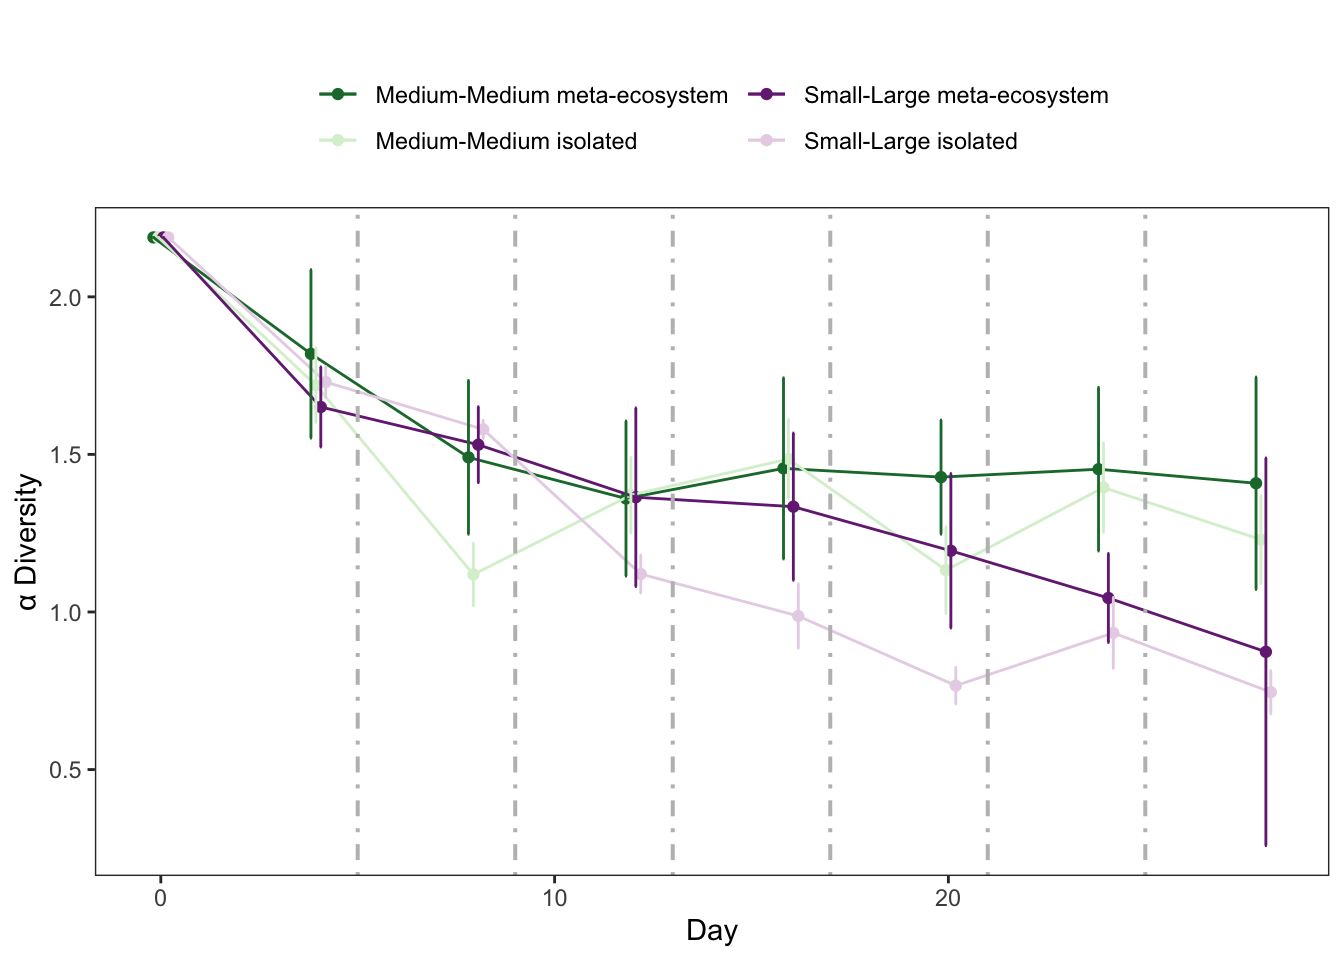 Medium-Medium meta-ecosystem Small-Large meta-ecosystem
Medium-Medium isolated Small-Large isolated
2.0
1.5
1.0
0.5
α Diversity
0 10 20
Day